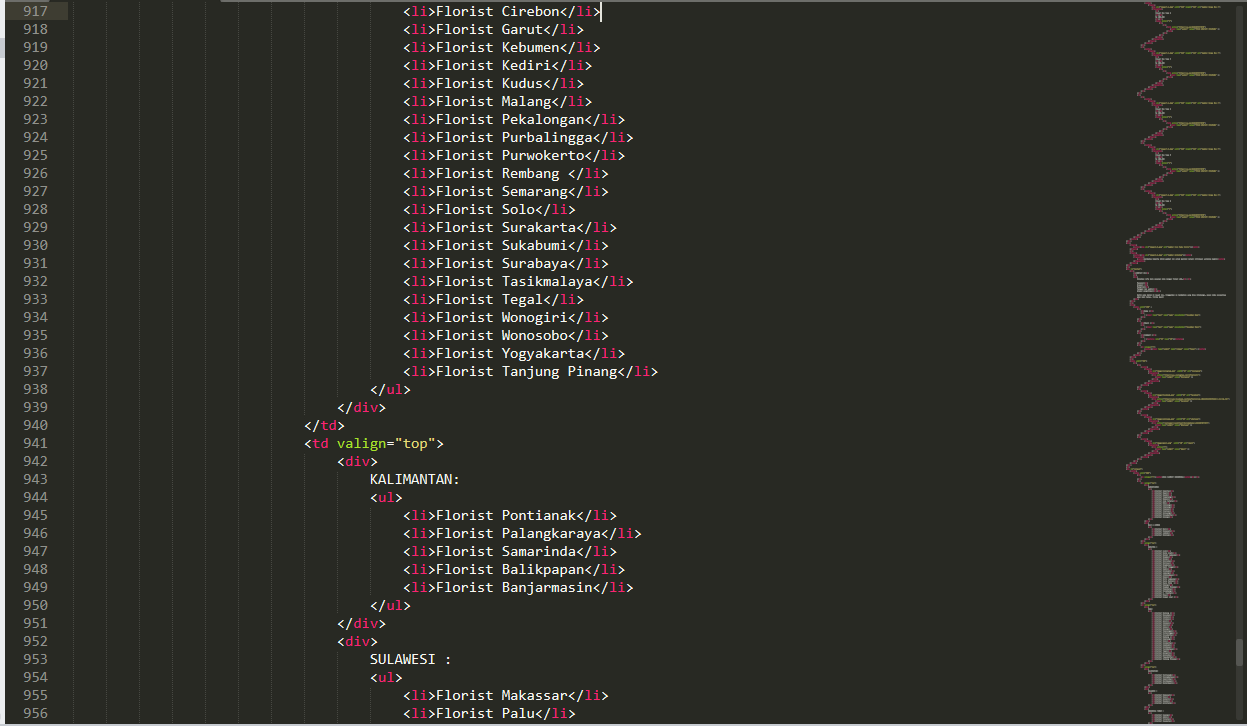 917 <li>Florist Cirebon</li>
918 <li>Florist Garut</li>
919 <li>Florist Kebumen</li>
920 <li>Florist Kediri</li>
921 <li>Florist Kudus</li>
922 <li>Florist Malang</li>
923 <li>Florist Pekalongan</li>
924 <li>Florist Purbalingga</li>
925 <li>Florist Purwokerto</li>
926 <li>Florist Rembang </li>
927 <li>Florist Semarang</li>
928 <li>Florist Solo</li>
929 <li>Florist Surakarta</li>
930 <li>Florist Sukabumi</li>
931 <li>Florist Surabaya</li>
932 <li>Florist Tasikmalaya</li>
933 <li>Florist Tegal</li>
934 <li>Florist Wonogiri</li>
935 <li>Florist Wonosobo</li>
936 <li>Florist Yogyakarta</li>
937 <li>Florist Tanjung Pinang</li>
938 </ul>
939 </div>
940 </td>
941 <td valign="top">
942 <div>
943 KALIMANTAN:
944 <ul>
945 <li>Florist Pontianak</li>
946 <li>Florist Palangkaraya</li>
947 <li>Florist Samarinda</li>
948 <li>Florist Balikpapan</li>
949 <li>Florist Banjarmasin</li>
950 </ul>
951 </div>
952 <div>
953 SULAWESI :
954 <ul>
955 <li>Florist Makassar</li>
956 <li>Florist Palu</li>